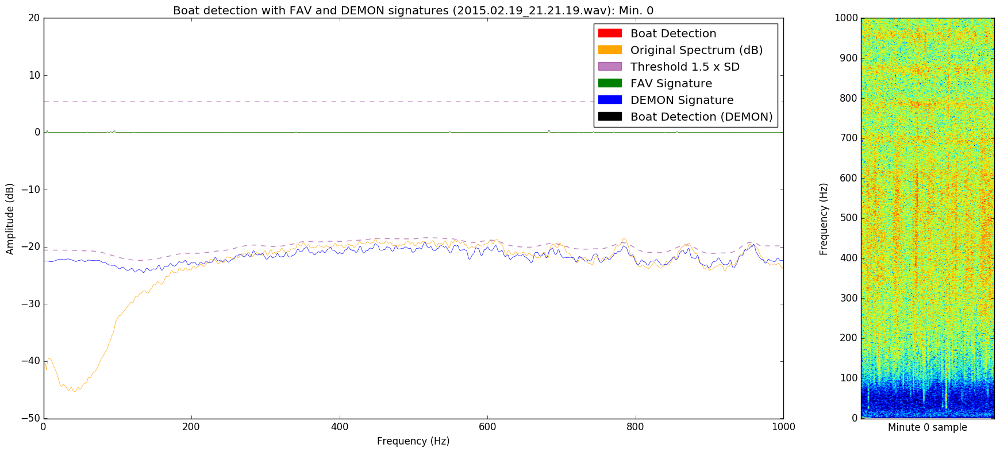 Boat detection with FAV and DEMON signatures (2015.02.19_21.21.19.wav): Min. 0
Boat Detection
Original Spectrum (dB)
Threshold 1.5 x SD
FAV Signature
DEMON Signature
Boat Detection (DEMON)
Amplitude (dB)
20
10
0
−10
−20
−30
−40
−50
0
200
400
600
800
1000
Frequency (Hz)
Frequency (Hz)
1000
900
800
700
600
500
400
300
200
100
0
Minute 0 sample